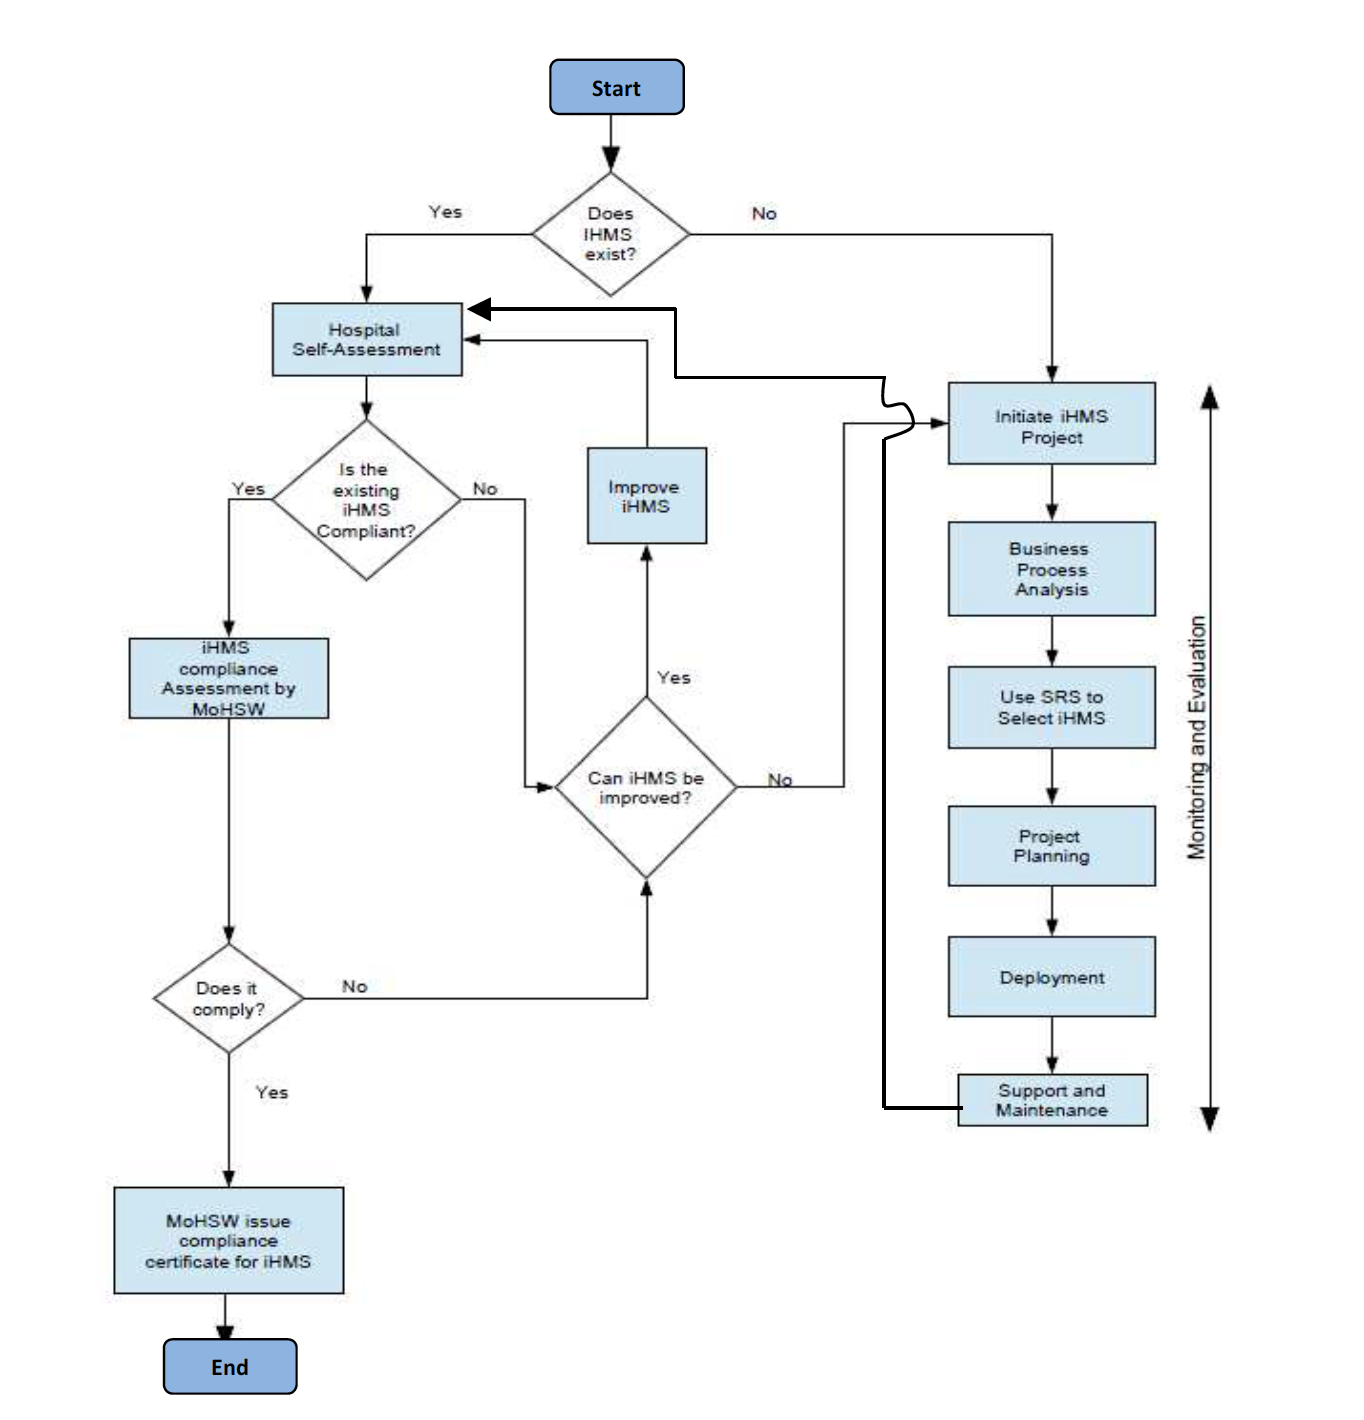 Start
Does
IHMS
exist?
Yes
No
Hospital
Self-Assessment
Is the
existing
iHMS
Compliant?
Yes
No
Improve
iHMS
Initiate iHMS
Project
Business
Process
Analysis
iHMS
compliance
Assessment by
MoHSW
Yes
Use SRS to
Select iHMS
Monitoring and Evaluation
Can iHMS be
improved?
No
Project
Planning
Does it
comply?
No
Deployment
Yes
Support and
Maintenance
MoHSW issue
compliance
certificate for iHMS
End